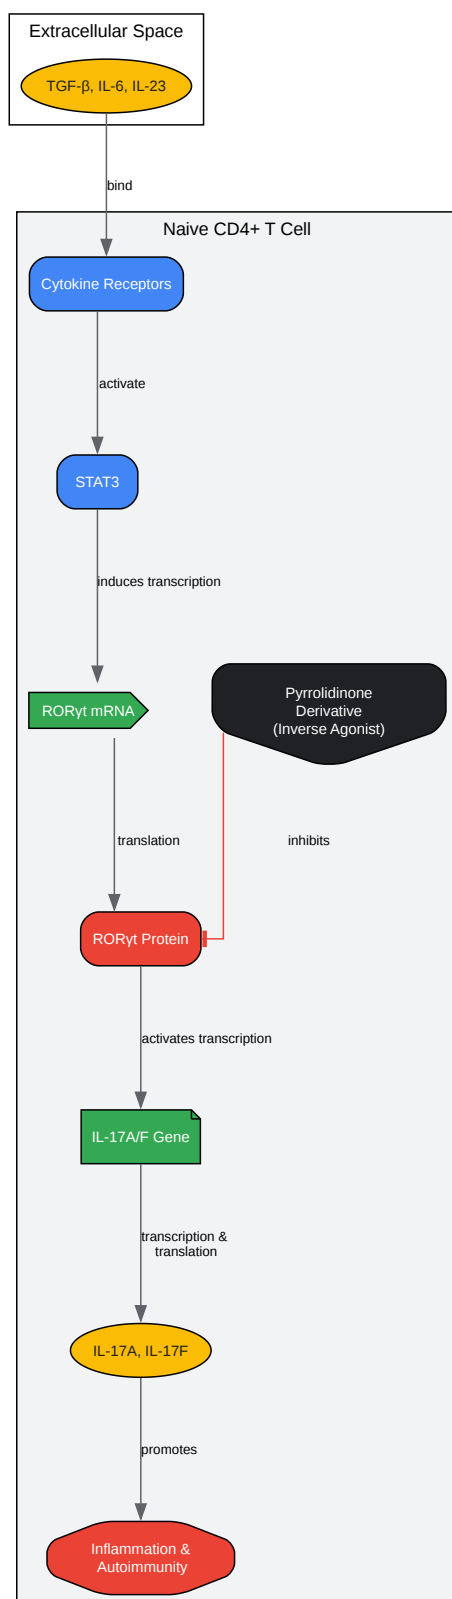 Extracellular Space
TGF-β, IL-6, IL-23
bind
Naive CD4+ T Cell
Cytokine Receptors
activate
STAT3
induces transcription
RORγt mRNA
Pyrrolidinone
Derivative
(Inverse Agonist)
translation
inhibits
RORγt Protein
activates transcription
IL-17A/F Gene
transcription &
translation
IL-17A, IL-17F
promotes
Inflammation &
Autoimmunity